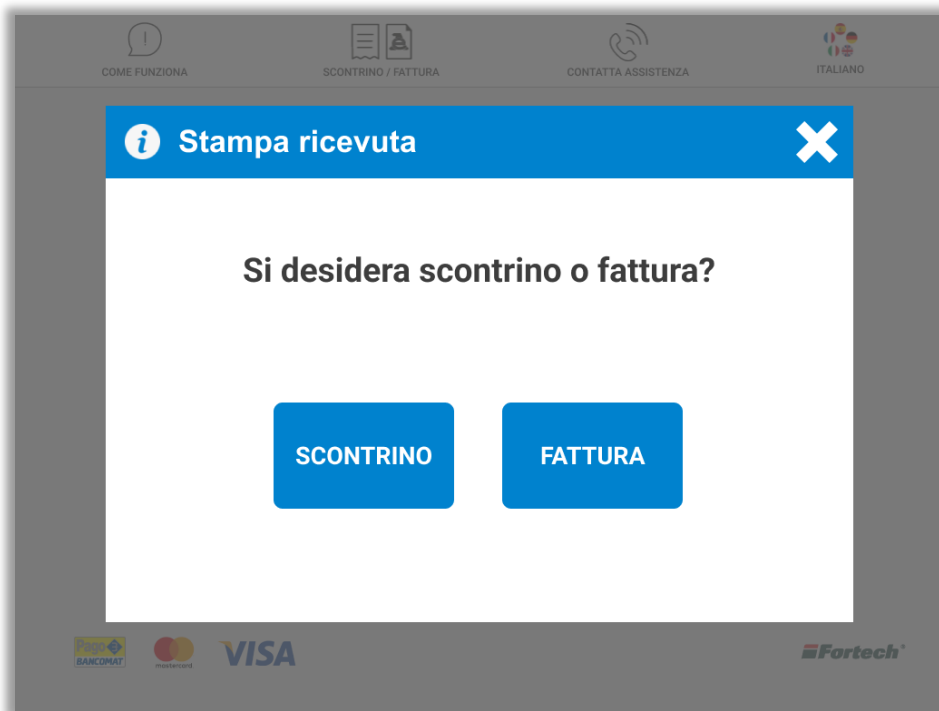 COME FUNZIONA
SCONTRINO / FATTURA
CONTATTA ASSISTENZA
ITALIANO
Stampa ricevuta
Si desidera scontrino o fattura?
SCONTRINO
FATTURA
Pago
BANCOMAT
mastercard
VISA
Fortech